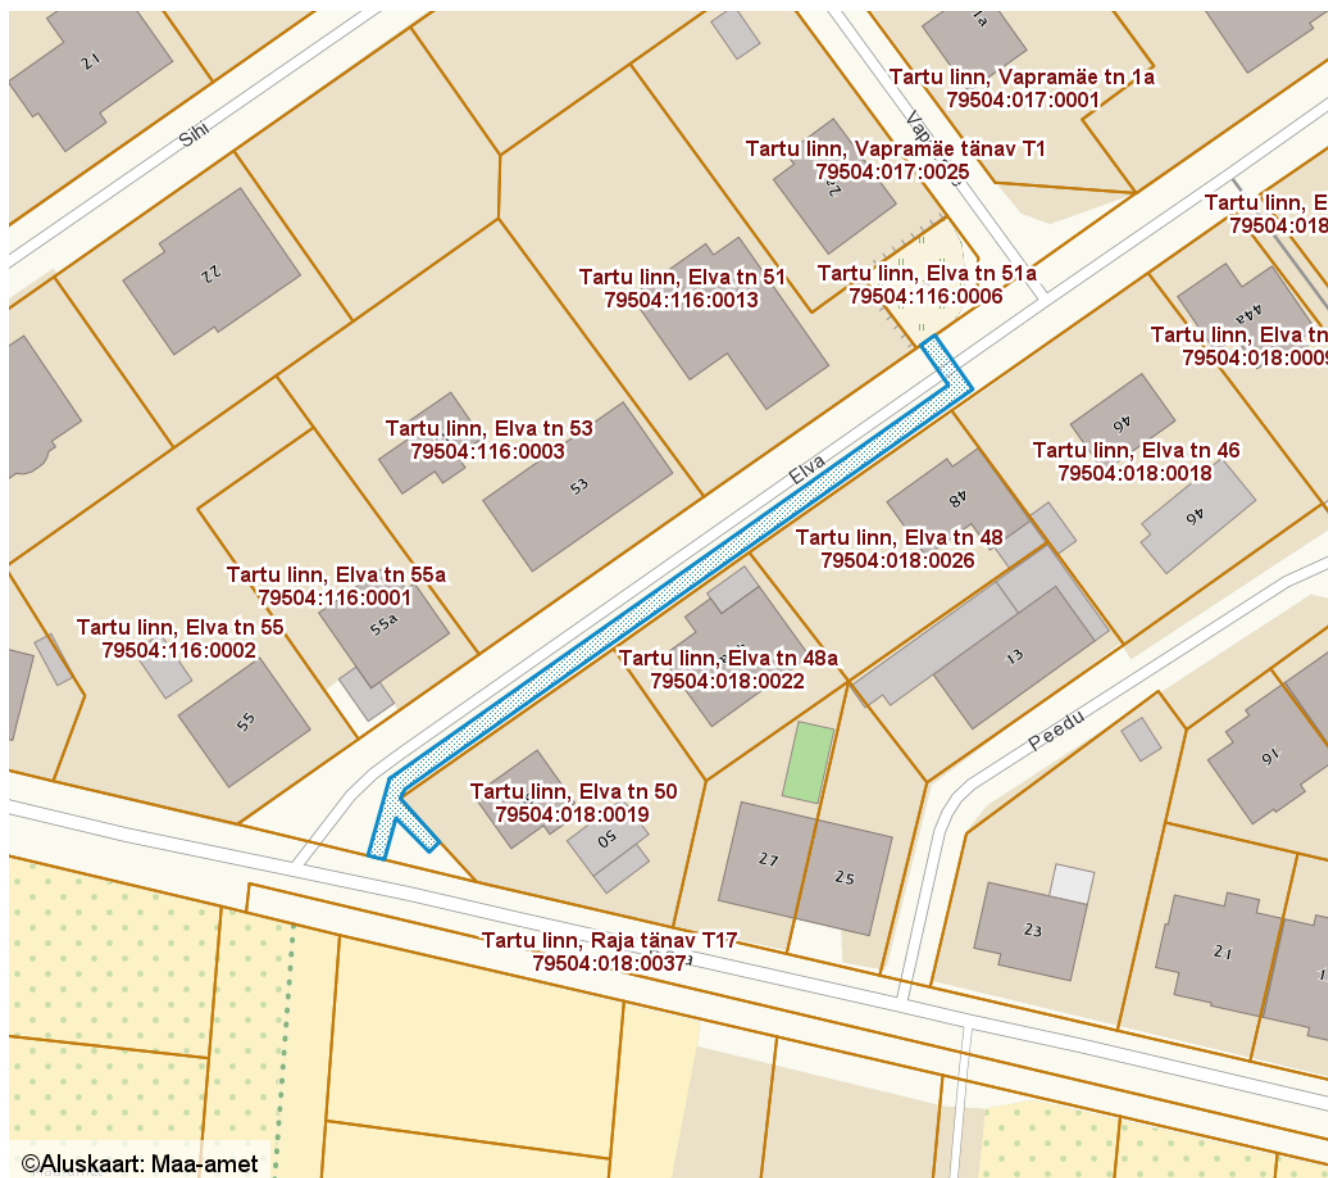 21
1a
Tartu linn, Vapramäe tn 1a
79504:017:0001
Sihi
Tartu linn, Vapramäe tänav T1
79504:017:0025
Tartu linn, E
79504:018
22
Tartu linn, Elva tn 51
79504:116:0013
Tartu linn, Elva tn 51a
79504:116:0006
44a
Tartu linn, Elva tn
79504:018:0009
Tartu linn, Elva tn 53
79504:116:0003
46
Tartu linn, Elva tn 46
79504:018:0018
Elva
53
48
46
Tartu linn, Elva tn 48
79504:018:0026
Tartu linn, Elva tn 55a
79504:116:0001
55a
Tartu linn, Elva tn 55
79504:116:0002
Tartu linn, Elva tn 48a
79504:018:0022
13
55
Peedu
16
Tartu linn, Elva tn 50
79504:018:0019
50
27
25
23
21
Tartu linn, Raja tänav T17
79504:018:0037
©Aluskaart: Maa-amet